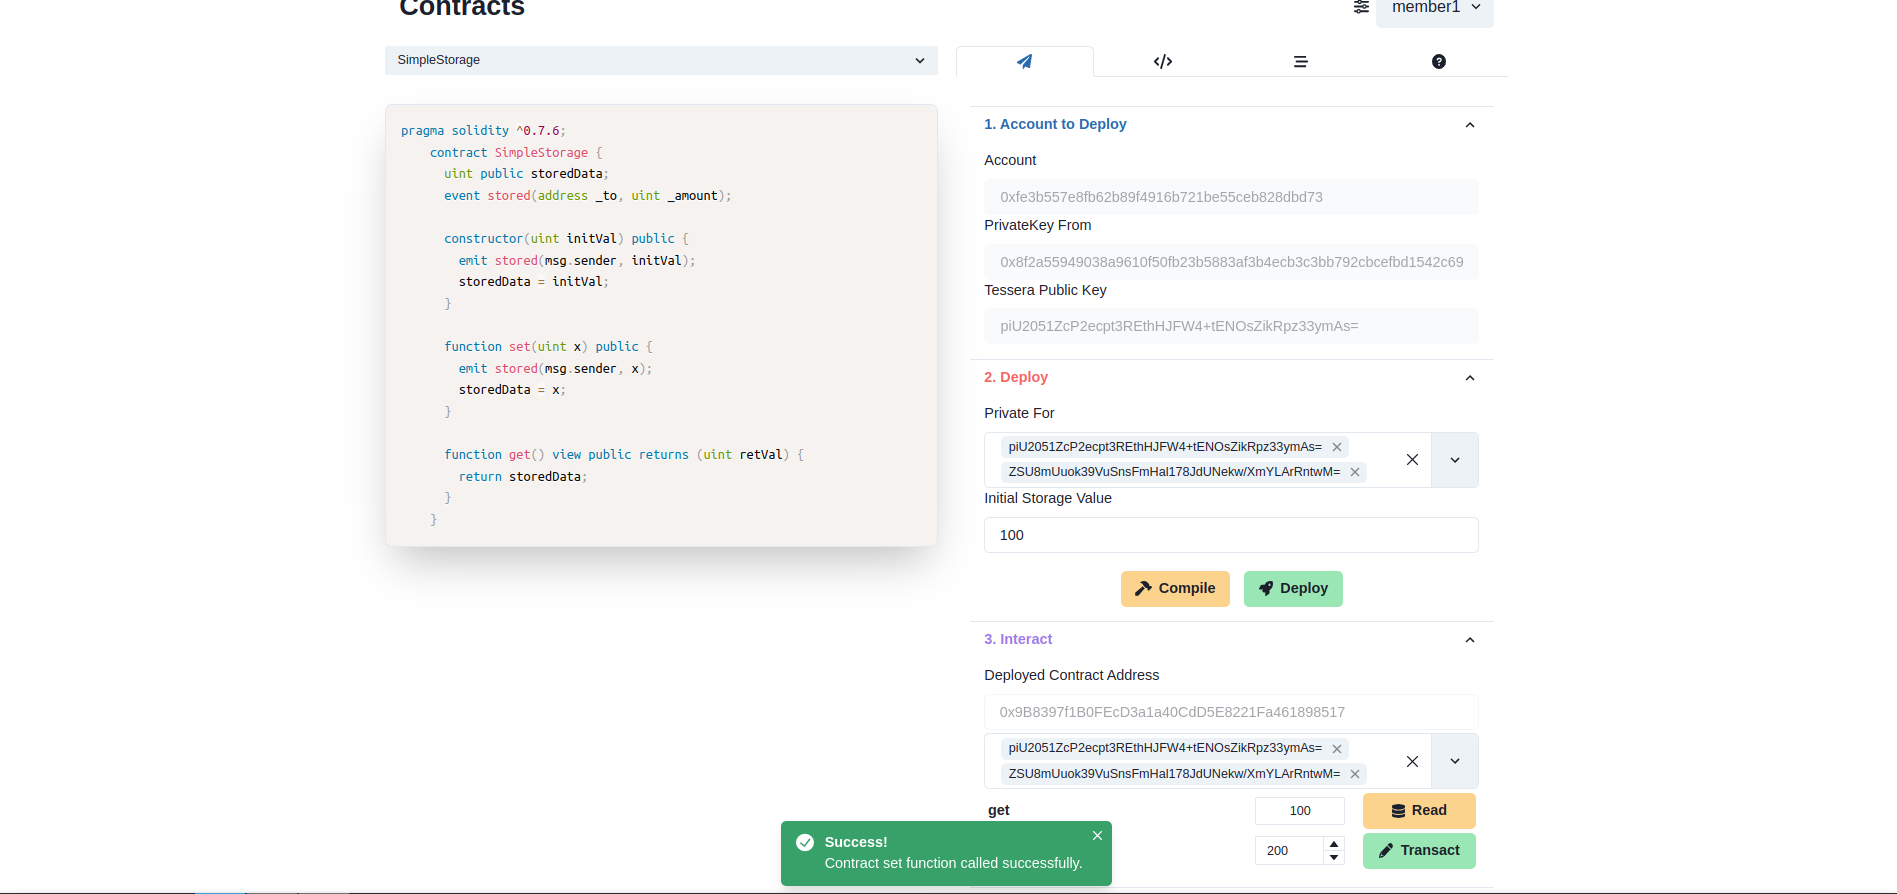 Contracts
member1
SimpleStorage
pragma solidity ^0.7.6;
contract SimpleStorage {
uint public storedData;
event stored(address _to, uint _amount);
constructor(uint initVal) public {
emit stored(msg.sender, initVal);
storedData = initVal;
}
function set(uint x) public {
emit stored(msg.sender, x);
storedData = x;
}
function get() view public returns (uint retVal) {
return storedData;
}
}
1. Account to Deploy
Account
0xfe3b557e8fb62b89f4916b721be55ceb828dbd73
PrivateKey From
0x8f2a55949038a9610f50fb23b5883af3b4ecb3c3bb792cbcefbd1542c69
Tessera Public Key
piU2051ZcP2ecpt3REthHJFW4+tENOsZikRpz33ymAs=
2. Deploy
Private For
piU2051ZcP2ecpt3REthHJFW4+tENOsZikRpz33ymAs=
ZSU8mUuok39VuSnsFmHal178JdUNekw/XmYLArRntwM=
Initial Storage Value
100
Compile
Deploy
3. Interact
Deployed Contract Address
0x9B8397f1B0FEcD3a1a40CdD5E8221Fa461898517
piU2051ZcP2ecpt3REthHJFW4+tENOsZikRpz33ymAs=
ZSU8mUuok39VuSnsFmHal178JdUNekw/XmYLArRntwM=
get
100
Read
200
Transact
Success!
Contract set function called successfully.